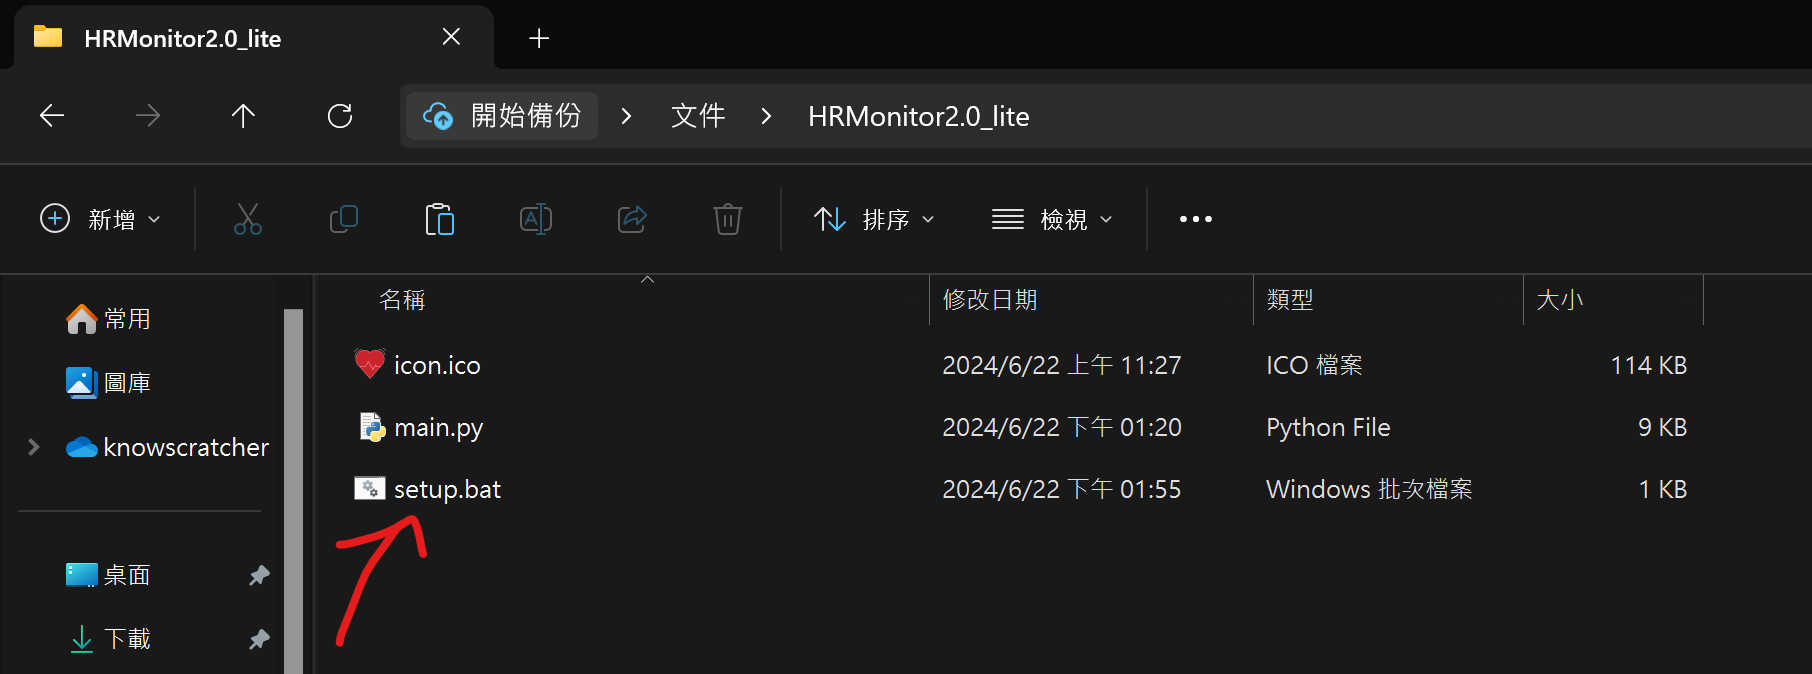 HRMonitor2.0_lite
開始備份 > 文件 > HRMonitor2.0_lite
新增 排序 檢視
名稱 修改日期 類型 大小
常用
圖庫
knowscratcher
桌面
下載
icon.ico 2024/6/22 上午 11:27 ICO 檔案 114 KB
main.py 2024/6/22 下午 01:20 Python File 9 KB
setup.bat 2024/6/22 下午 01:55 Windows 批次檔案 1 KB